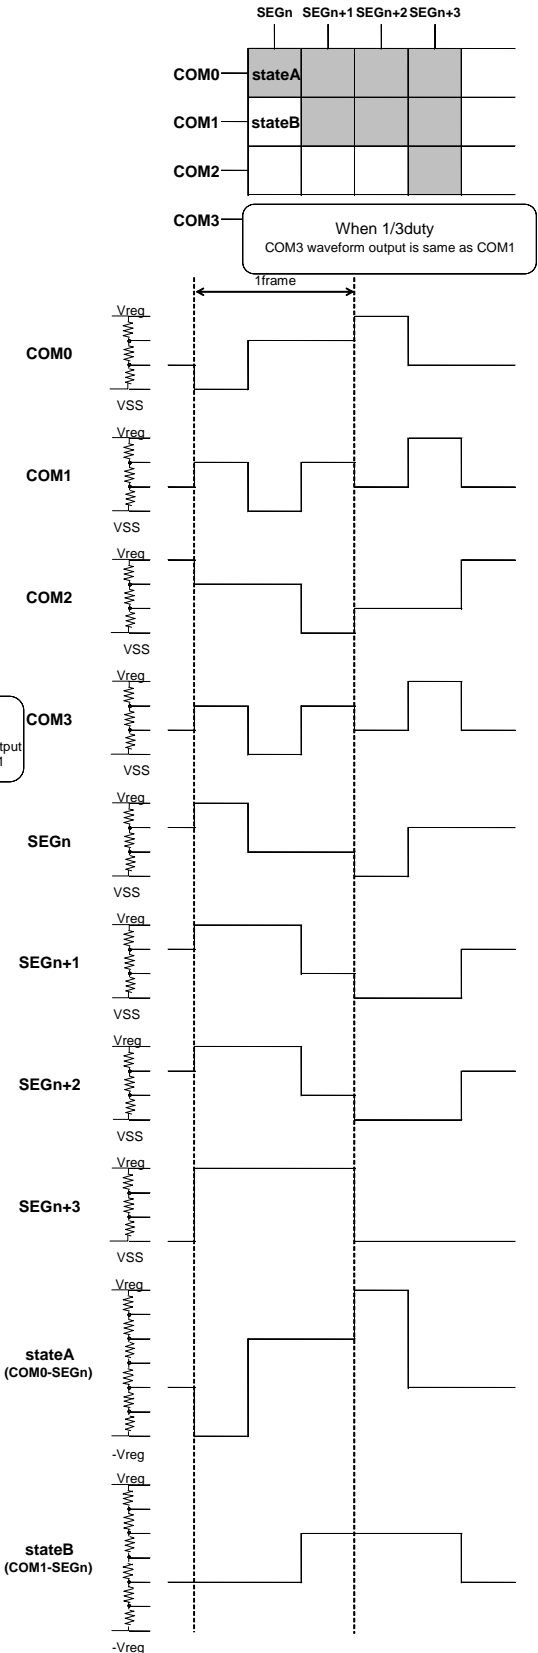 SEGn SEGn+1 SEGn+2 SEGn+3
COM0 stateA
COM1 stateB
COM2
COM3
When 1/3duty
COM3 waveform output is same as COM1
1frame
Vreg
COM0
VSS
Vreg
COM1
VSS
Vreg
COM2
VSS
Vreg
COM3
tput
1
VSS
Vreg
SEGn
VSS
Vreg
SEGn+1
VSS
Vreg
SEGn+2
VSS
Vreg
SEGn+3
VSS
Vreg
stateA
(COM0-SEGn)
-Vreg
Vreg
stateB
(COM1-SEGn)
-Vreg